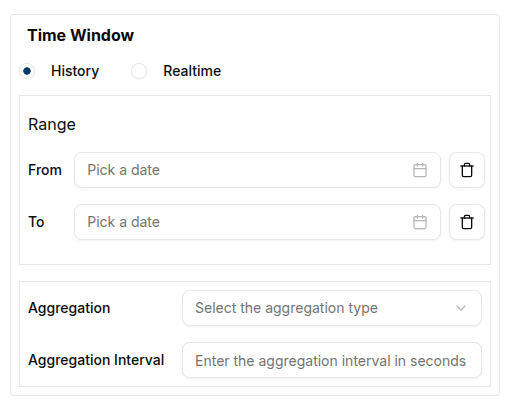 Time Window
History Realtime
Range
From Pick a date
To Pick a date
Aggregation Select the aggregation type
Aggregation Interval Enter the aggregation interval in seconds